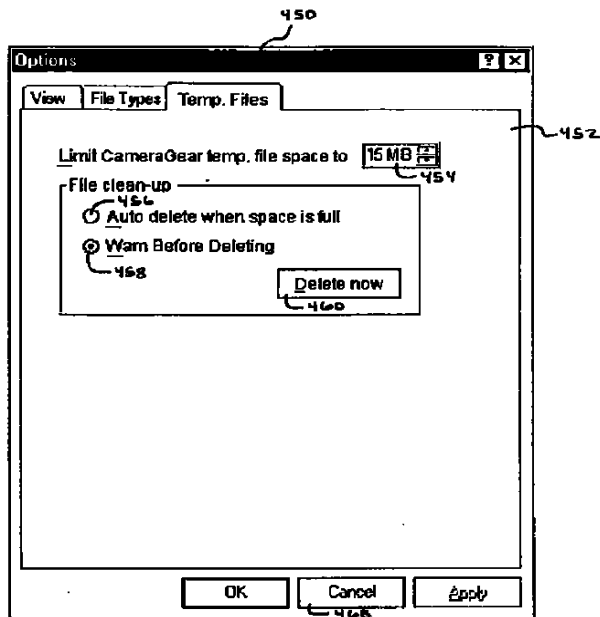 450
Options
View File Types Temp. Files
452
Limit CameraGear temp. file space to 15 MB
454
File clean-up
456
Auto delete when space is full
Warn Before Deleting
458
Delete now
460
OK Cancel Apply
468